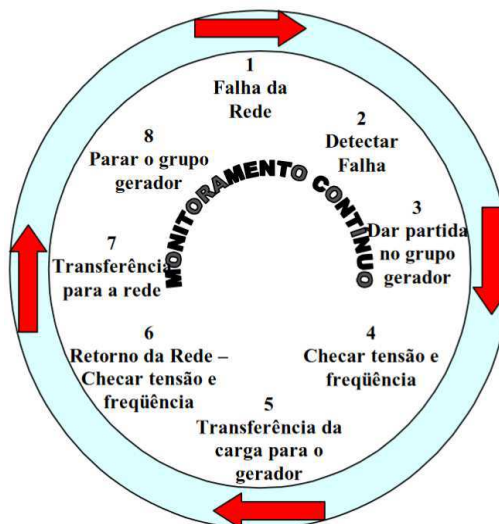 1
Falha da
Rede
2
Detectar
Falha
3
Dar partida
no grupo
gerador
4
Checar tensão e
freqüência
5
Transferência da
carga para o
gerador
6
Retorno da Rede –
Checar tensão e
freqüência
7
Transferência
para a rede
8
Parar o grupo
gerador
MONITORAMENTO CONTINUO